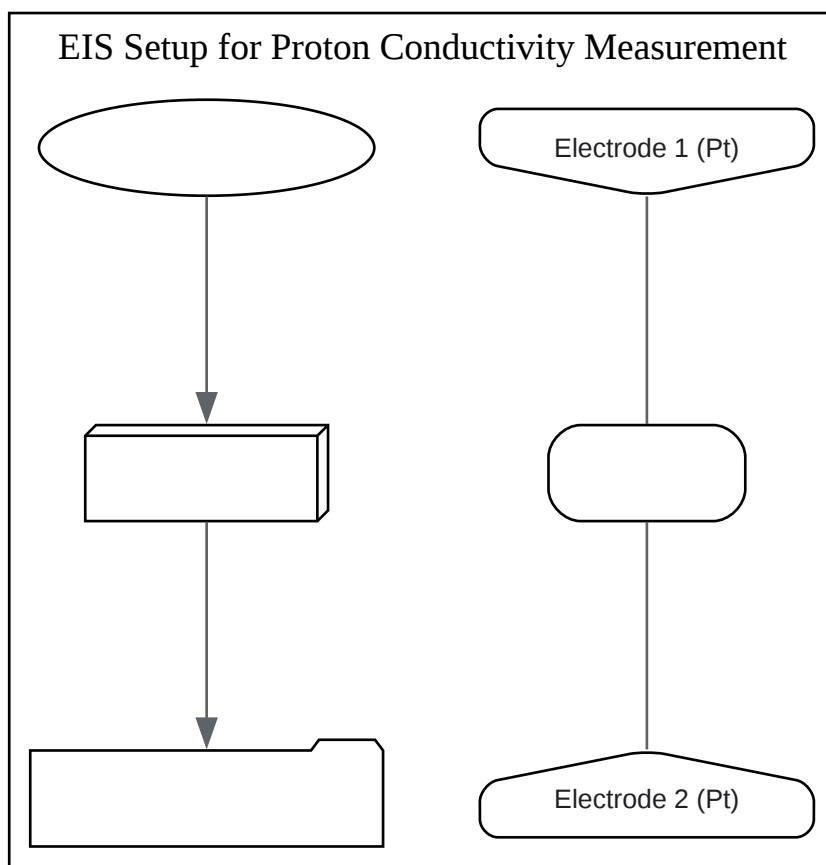 EIS Setup for Proton Conductivity Measurement
Electrode 1 (Pt)
Electrode 2 (Pt)